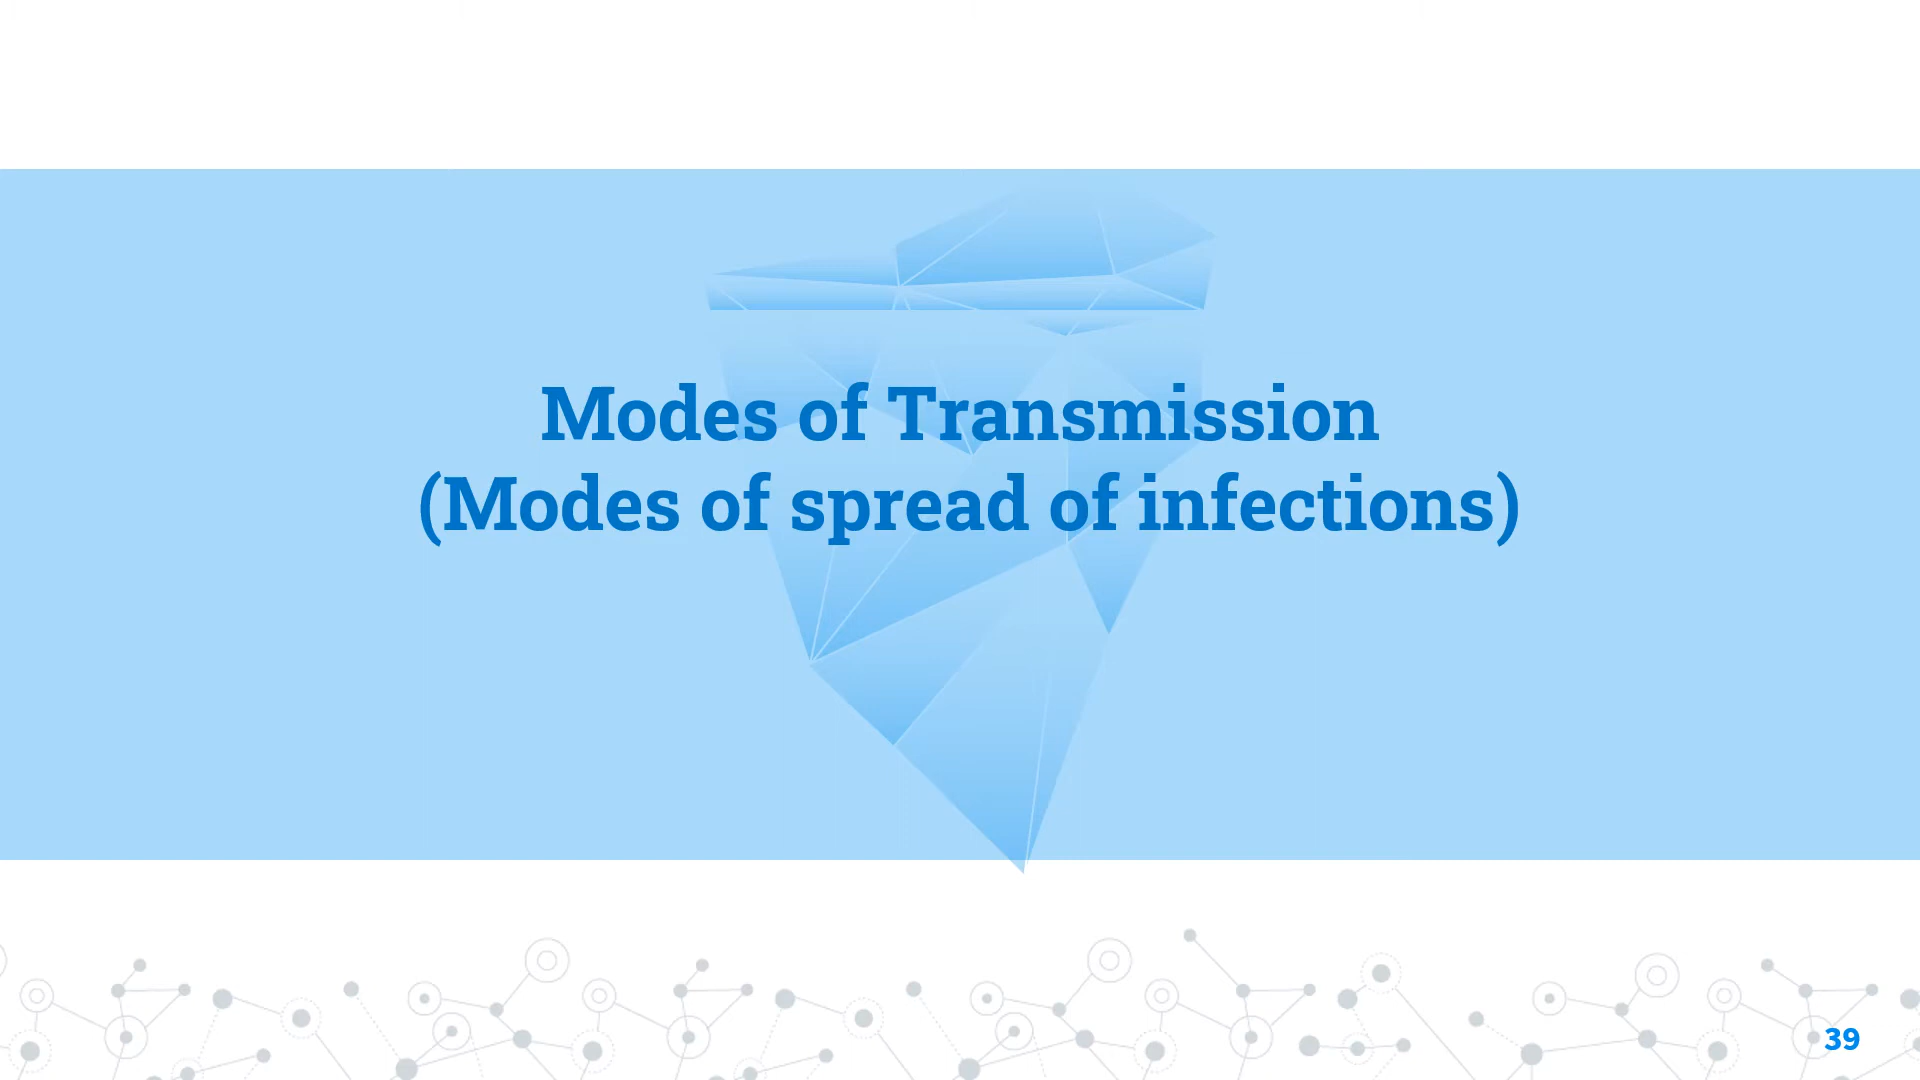 Modes of Transmission
(Modes of spread of infections)
39